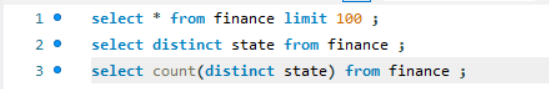 1 select * from finance limit 100 ;
2 select distinct state from finance ;
3 select count(distinct state) from finance ;